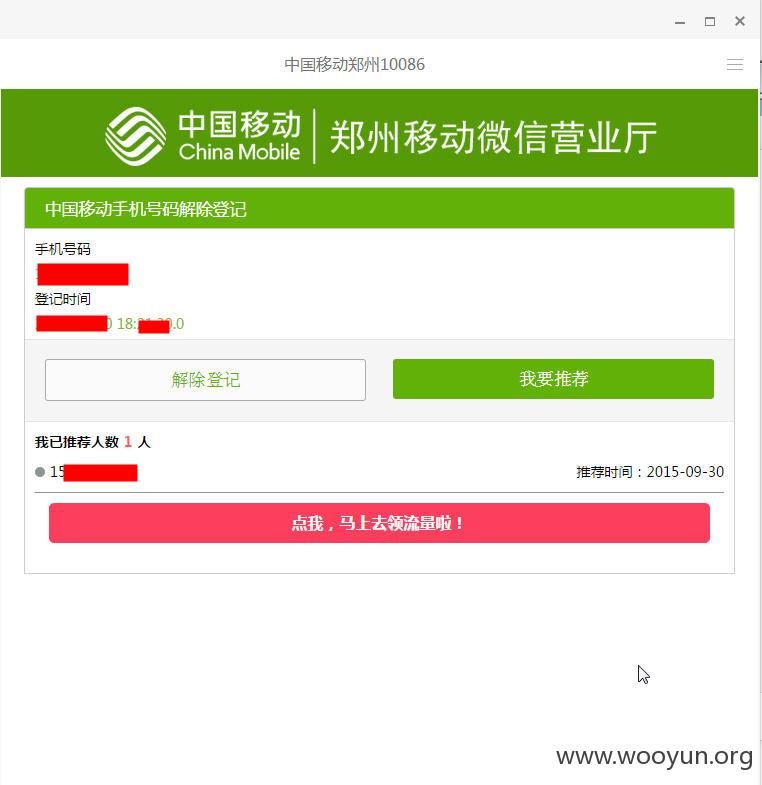 中国移动郑州10086
中国移动
China Mobile
郑州移动微信营业厅
中国移动手机号码解除登记
手机号码
登记时间
18: .0
解除登记
我要推荐
我已推荐人数 1 人
15
推荐时间：2015-09-30
点我，马上去领流量啦！
www.wooyun.org